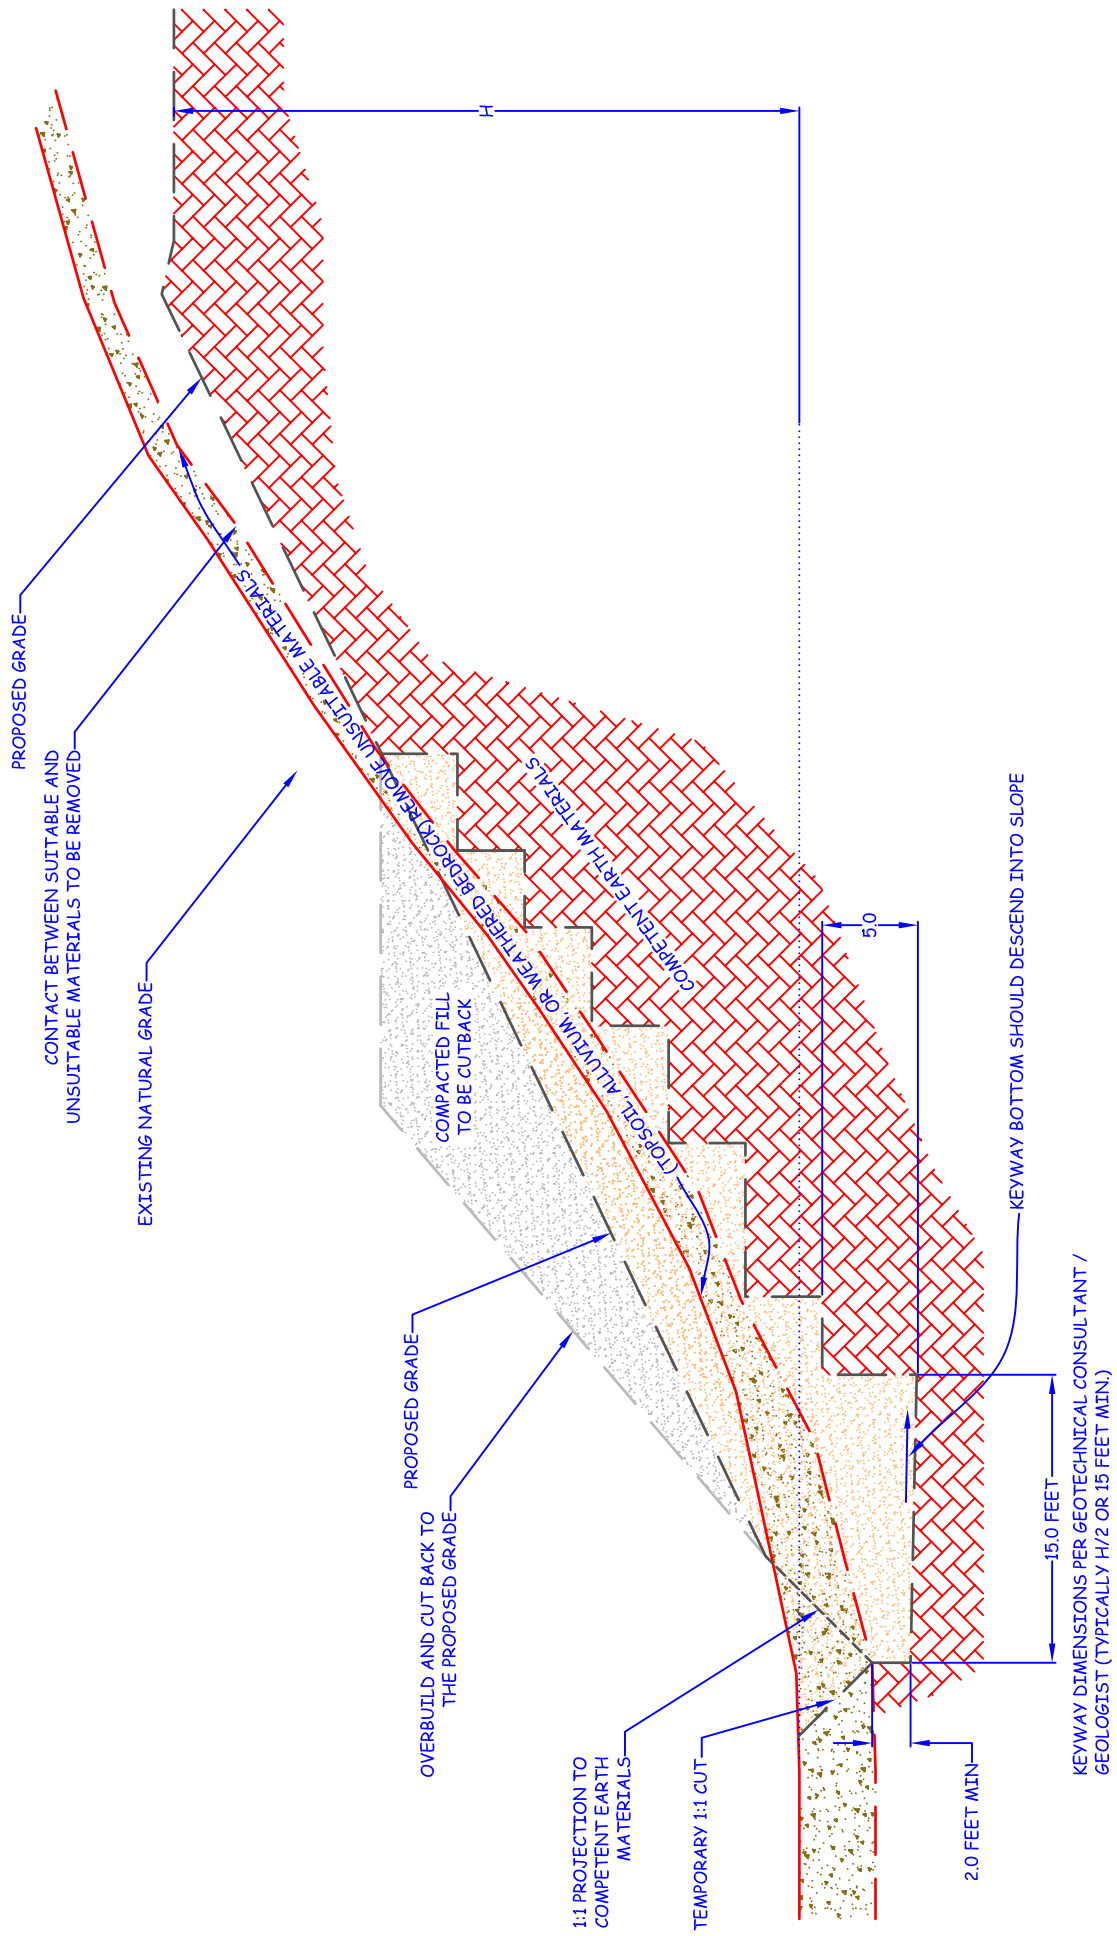 PROPOSED GRADE
CONTACT BETWEEN SUITABLE AND
UNSUITABLE MATERIALS TO BE REMOVED
EXISTING NATURAL GRADE
H
REMOVE UNSUITABLE MATERIALS
(TOPSOIL, ALLUVIUM, OR WEATHERED BEDROCK)
COMPETENT EARTH MATERIALS
COMPACTED FILL
TO BE CUTBACK
PROPOSED GRADE
OVERBUILD AND CUT BACK TO
THE PROPOSED GRADE
1:1 PROJECTION TO
COMPETENT EARTH
MATERIALS
TEMPORARY 1:1 CUT
5.0
KEYWAY BOTTOM SHOULD DESCEND INTO SLOPE
2.0 FEET MIN
15.0 FEET
KEYWAY DIMENSIONS PER GEOTECHNICAL CONSULTANT /
GEOLOGIST (TYPICALLY H/2 OR 15 FEET MIN.)